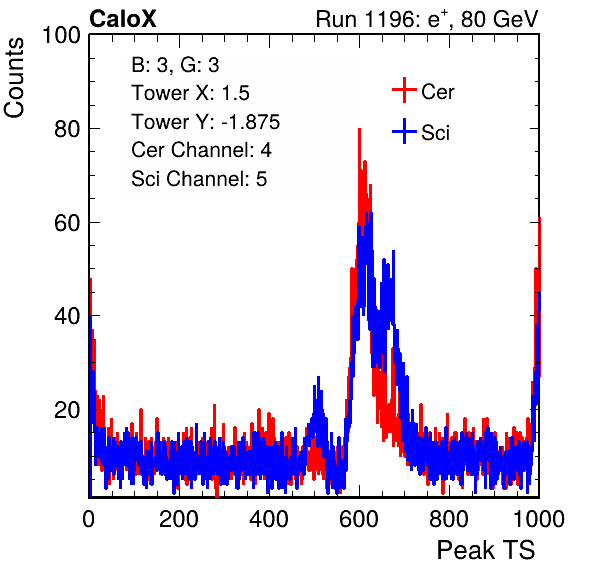 CaloX Run 1196: e⁺, 80 GeV
Counts
100
80
60
40
20
B: 3, G: 3
Tower X: 1.5
Tower Y: -1.875
Cer Channel: 4
Sci Channel: 5
Cer
Sci
0 200 400 600 800 1000
Peak TS